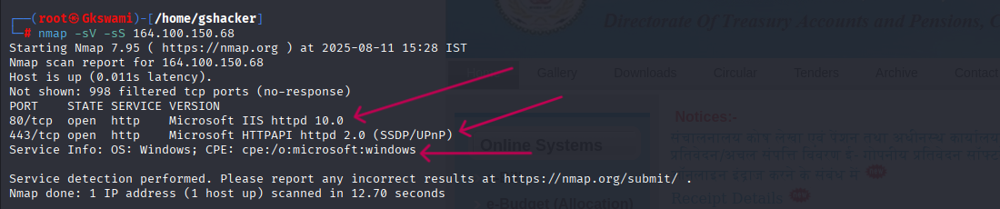 ┌──(root㉿Gkswami)-[/home/gshacker]
└─# nmap -sV -sS 164.100.150.68
Starting Nmap 7.95 ( https://nmap.org ) at 2025-08-11 15:28 IST
Nmap scan report for 164.100.150.68
Host is up (0.011s latency).
Not shown: 998 filtered tcp ports (no-response)
PORT    STATE SERVICE VERSION
80/tcp  open  http    Microsoft IIS httpd 10.0
443/tcp open  http    Microsoft HTTPAPI httpd 2.0 (SSDP/UPnP)
Service Info: OS: Windows; CPE: cpe:/o:microsoft:windows
Service detection performed. Please report any incorrect results at https://nmap.org/submit/ .
Nmap done: 1 IP address (1 host up) scanned in 12.70 seconds
Directorate Of Treasury Accounts and Pensions, C
Gallery Downloads Circular Tenders Archive Contact
Notices:-
Online Systems
e-Budget (Allocation)
Receipt Details